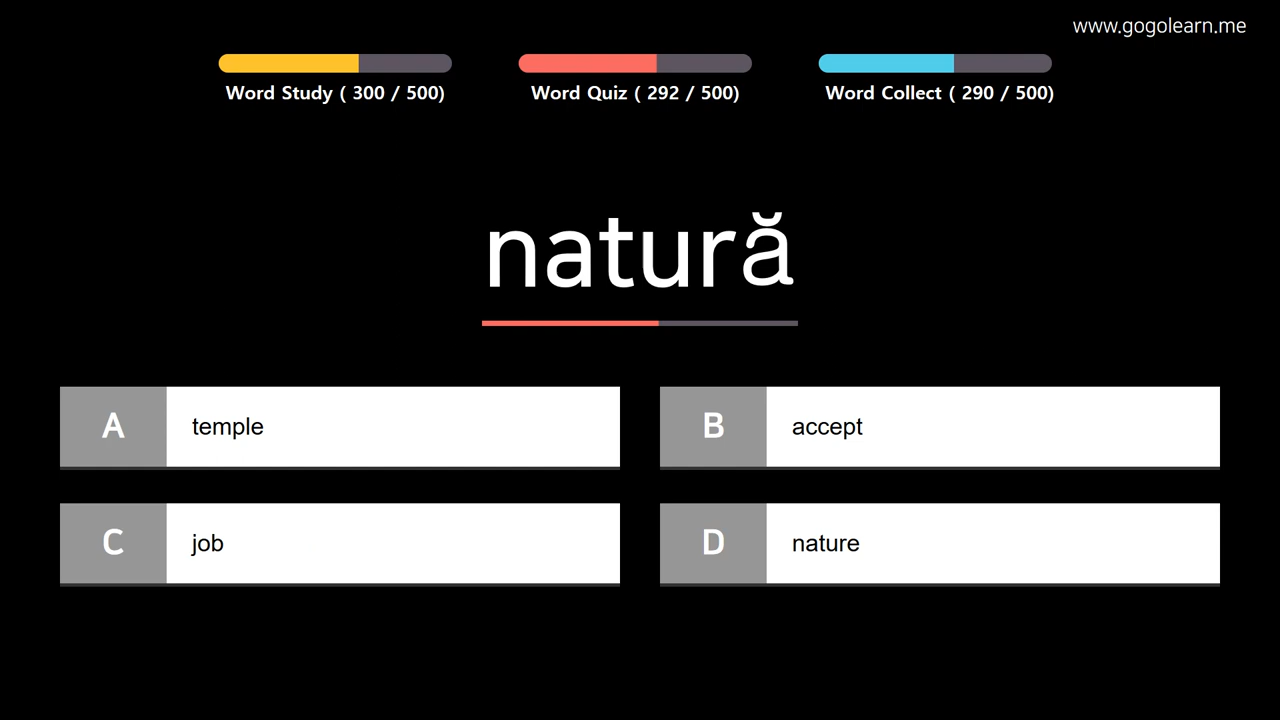 www.gogolearn.me
Word Study ( 300 / 500)
Word Quiz ( 292 / 500)
Word Collect ( 290 / 500)
natură
A temple
B accept
C job
D nature